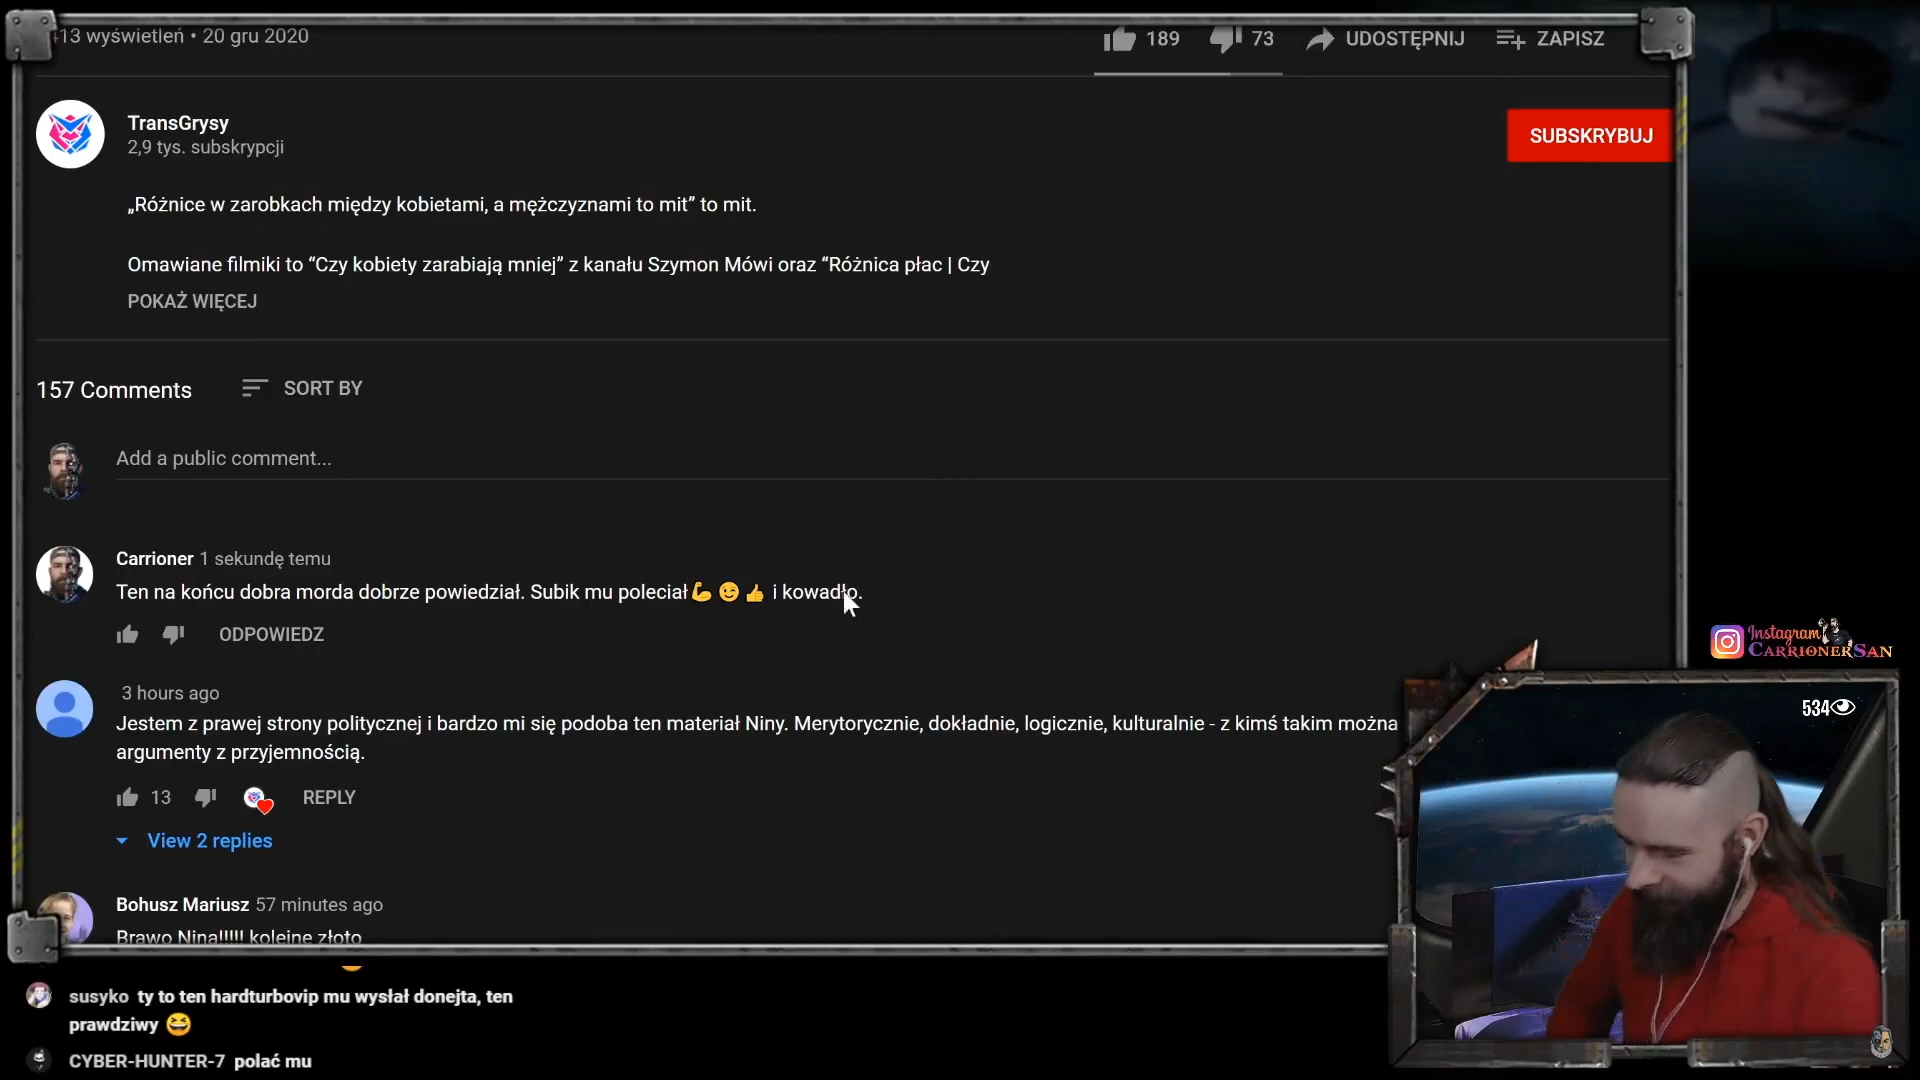 413 wyświetleń • 20 gru 2020
189 73 UDOSTĘPNIJ ZAPISZ
TransGrysy
2,9 tys. subskrypcji
SUBSKRYBUJ
„Różnice w zarobkach między kobietami, a mężczyznami to mit” to mit.
Omawiane filmiki to “Czy kobiety zarabiają mniej” z kanału Szymon Mówi oraz “Różnica płac | Czy
POKAŻ WIĘCEJ
157 Comments SORT BY
Add a public comment...
Carrioner 1 sekundę temu
Ten na końcu dobra morda dobrze powiedział. Subik mu poleciał💪😉👍 i kowadło.
ODPOWIEDZ
3 hours ago
Jestem z prawej strony politycznej i bardzo mi się podoba ten materiał Niny. Merytorycznie, dokładnie, logicznie, kulturalnie - z kimś takim można
argumenty z przyjemnością.
13 REPLY
View 2 replies
Bohusz Mariusz 57 minutes ago
Brawo Nina!!!!! kolejne złoto
Instagram
CARRIONERSAN
534
susyko ty to ten hardturbovip mu wysłał donejta, ten
prawdziwy 😆
CYBER-HUNTER-7 polać mu